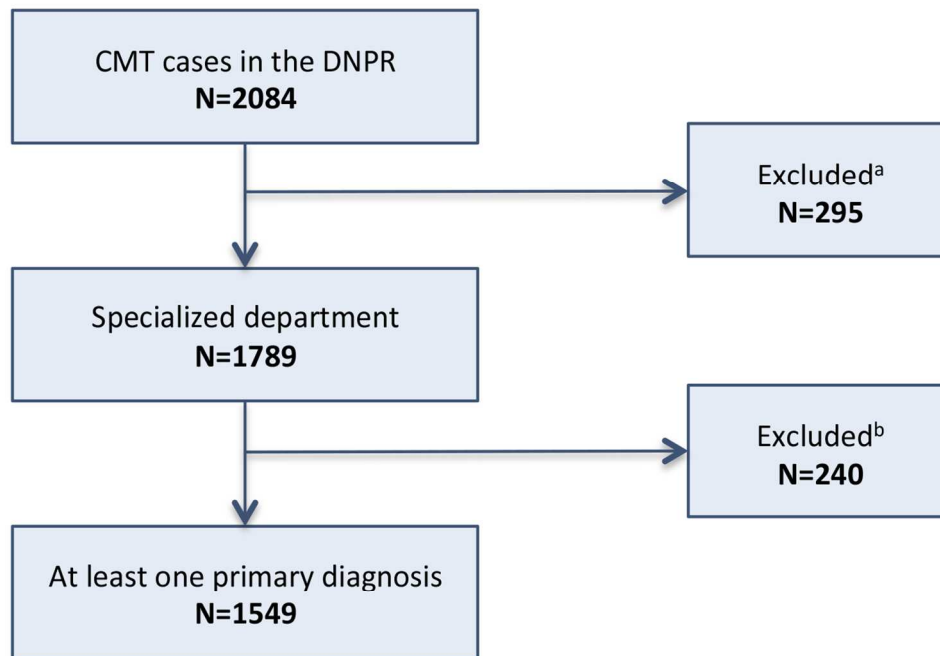 CMT cases in the DNPR
N=2084
Excludedᵃ
N=295
Specialized department
N=1789
Excludedᵇ
N=240
At least one primary diagnosis
N=1549